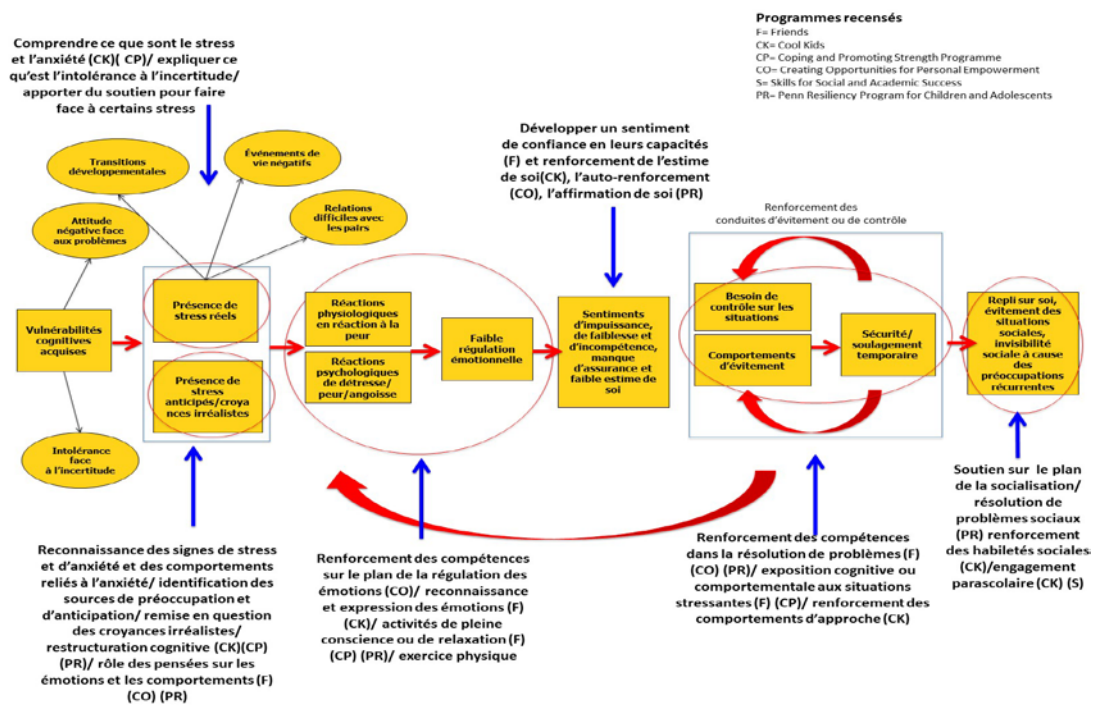 Programmes recensés
F= Friends
CK= Cool Kids
CP= Coping and Promoting Strength Programme
CO= Creating Opportunities for Personal Empowerment
S= Skills for Social and Academic Success
PR= Penn Resiliency Program for Children and Adolescents
Comprendre ce que sont le stress
et l'anxiété (CK)( CP)/ expliquer ce
qu'est l'intolérance à l'incertitude/
apporter du soutien pour faire
face à certains stress
Développer un sentiment
de confiance en leurs capacités
(F) et renforcement de l'estime
de soi(CK), l'auto-renforcement
(CO), l'affirmation de soi (PR)
Transitions
développementales
Événements de
vie négatifs
Attitude
négative face
aux problèmes
Relations
difficiles avec
les pairs
Renforcement des
conduites d'évitement ou de contrôle
Vulnérabilités
cognitives
acquises
Présence de
stress réels
Présence de
stress
anticipés/croya
nces irréalistes
Intolérance
face
à l'incertitude
Réactions
physiologiques
en réaction à la
peur
Réactions
psychologiques
de détresse/
peur/angoisse
Faible
régulation
émotionnelle
Sentiments
d'impuissance,
de faiblesse et
d'incompétence,
manque
d'assurance et
faible estime de
soi
Besoin de
contrôle sur les
situations
Comportements
d'évitement
Sécurité/
soulagement
temporaire
Repli sur soi,
évitement des
situations
sociales,
invisibilité
sociale à cause
des
préoccupations
récurrentes
Reconnaissance des signes de stress
et d'anxiété et des comportements
reliés à l'anxiété/ identification des
sources de préoccupation et
d'anticipation/ remise en question
des croyances irréalistes/
restructuration cognitive (CK)(CP)
(PR)/ rôle des pensées sur les
émotions et les comportements (F)
(CO) (PR)
Renforcement des compétences
sur le plan de la régulation des
émotions (CO)/ reconnaissance
et expression des émotions (F)
(CK)/ activités de pleine
conscience ou de relaxation (F)
(CP) (PR)/ exercice physique
Renforcement des compétences
dans la résolution de problèmes (F)
(CO) (PR)/ exposition cognitive ou
comportementale aux situations
stressantes (F) (CP)/ renforcement des
comportements d'approche (CK)
Soutien sur le plan
de la socialisation/
résolution de
problèmes sociaux
(PR) renforcement
des habiletés sociales
(CK)/engagement
parascolaire (CK) (S)